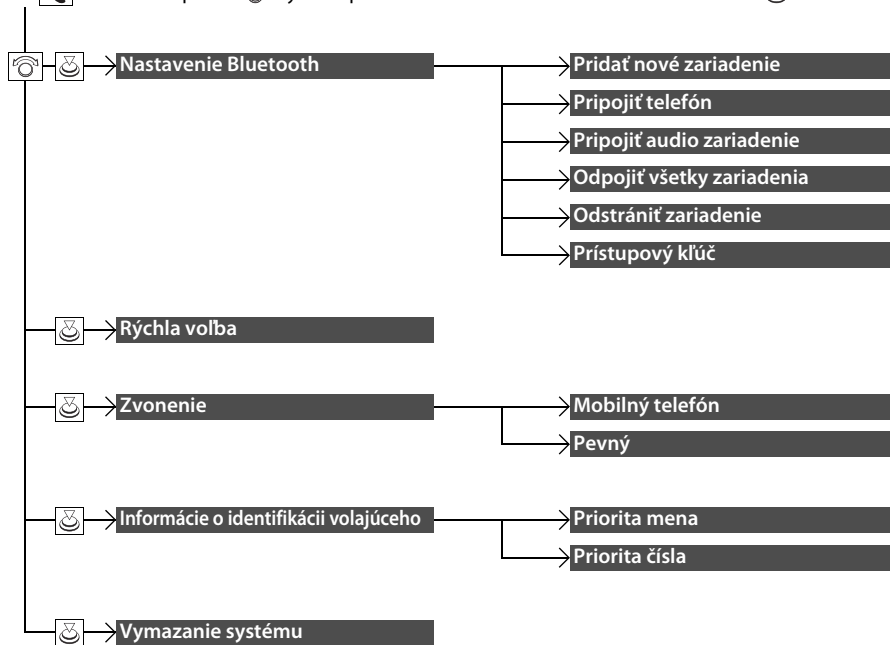 Nastavenie Bluetooth
Pridať nové zariadenie
Pripojiť telefón
Pripojiť audio zariadenie
Odpojiť všetky zariadenia
Odstrániť zariadenie
Prístupový kľúč
Rýchla voľba
Zvonenie
Mobilný telefón
Pevný
Informácie o identifikácii volajúceho
Priorita mena
Priorita čísla
Vymazanie systému